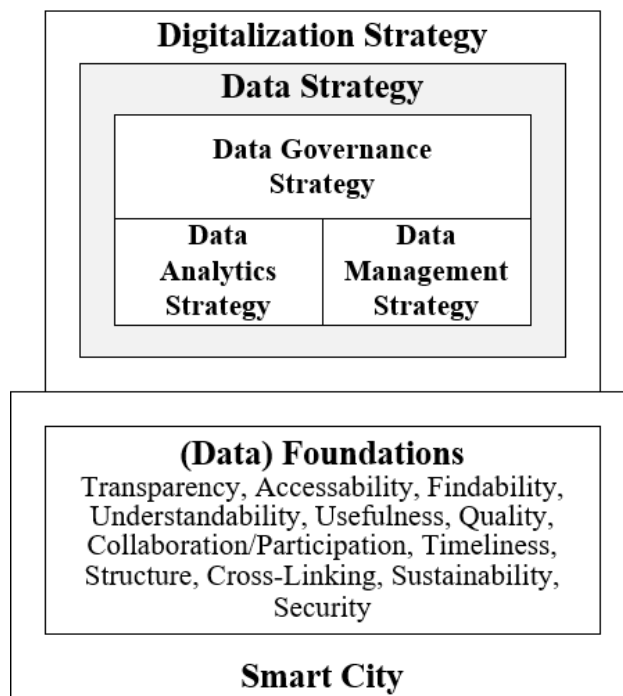 Digitalization Strategy
Data Strategy
Data Governance
Strategy
Data
Analytics
Strategy
Data
Management
Strategy
(Data) Foundations
Transparency, Accessability, Findability,
Understandability, Usefulness, Quality,
Collaboration/Participation, Timeliness,
Structure, Cross-Linking, Sustainability,
Security
Smart City